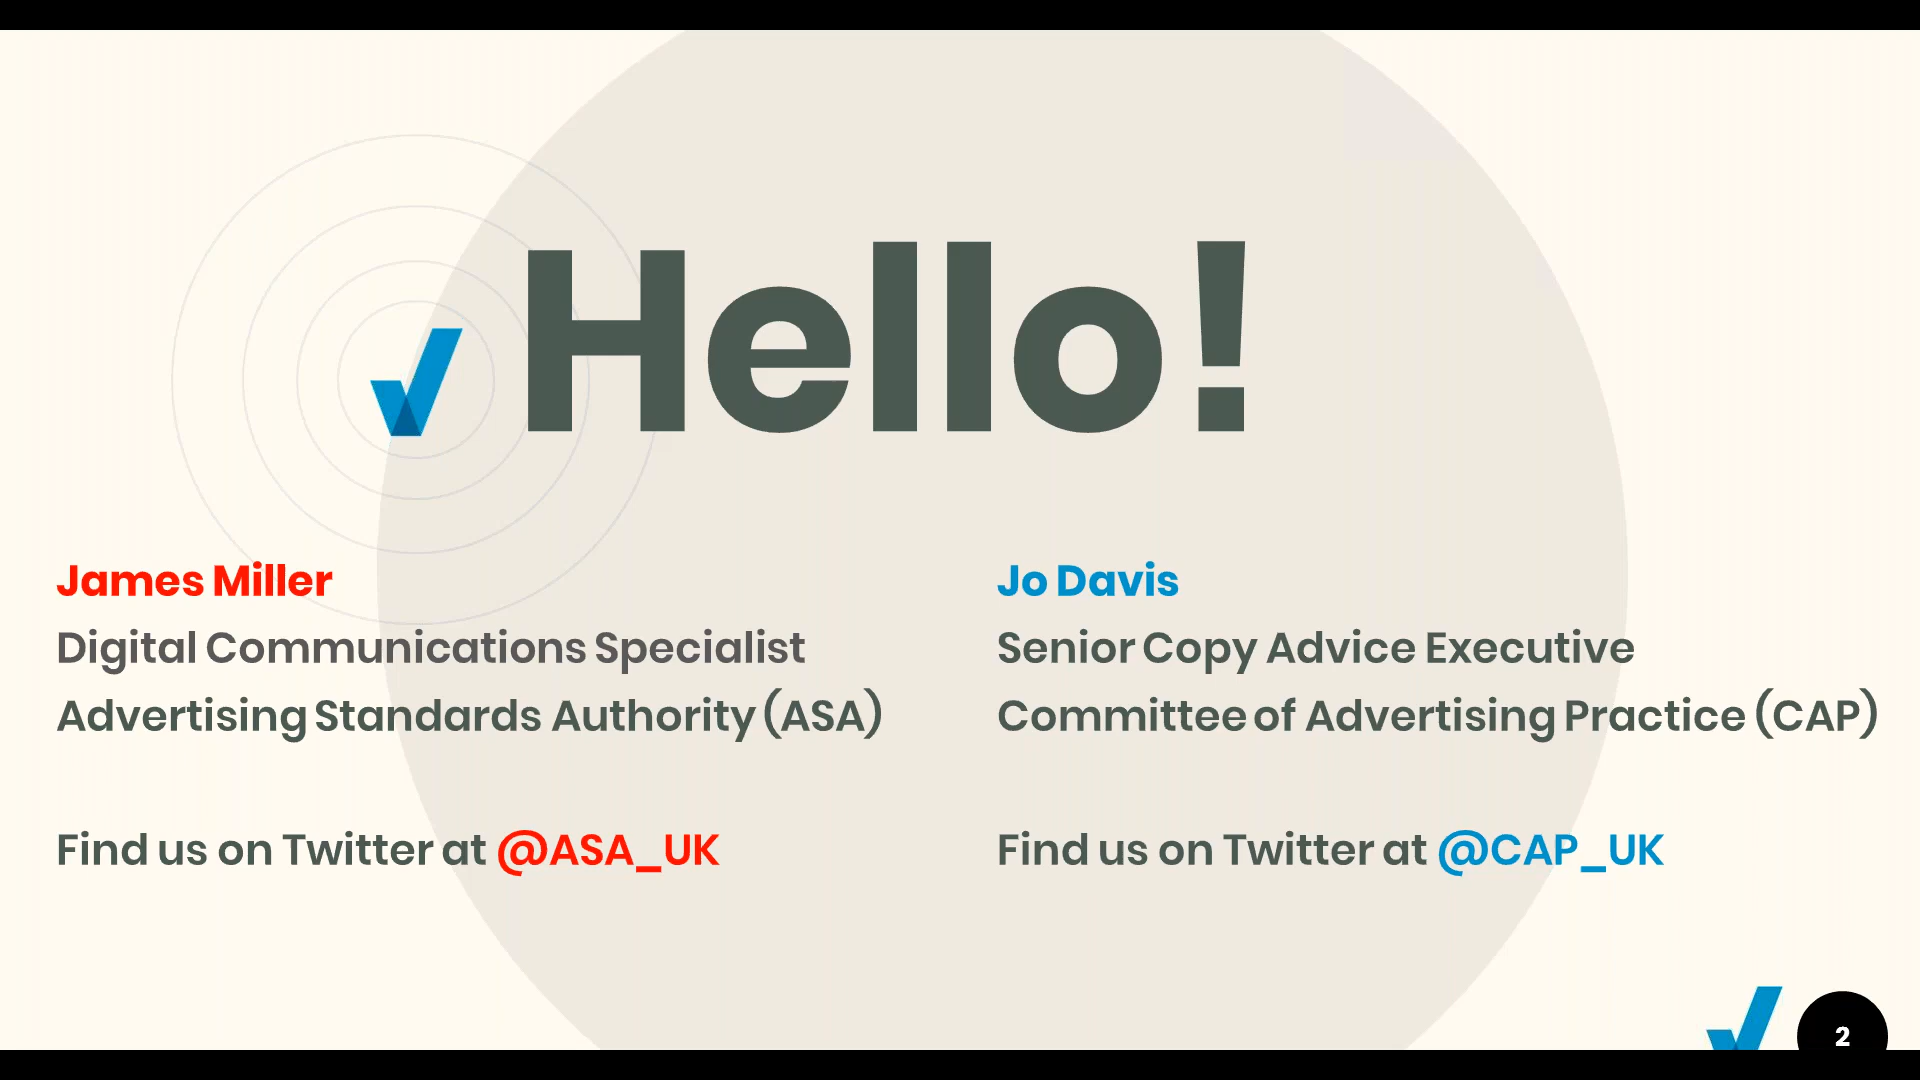 Hello!
James Miller
Digital Communications Specialist
Advertising Standards Authority (ASA)
Find us on Twitter at @ASA_UK
Jo Davis
Senior Copy Advice Executive
Committee of Advertising Practice (CAP)
Find us on Twitter at @CAP_UK
2